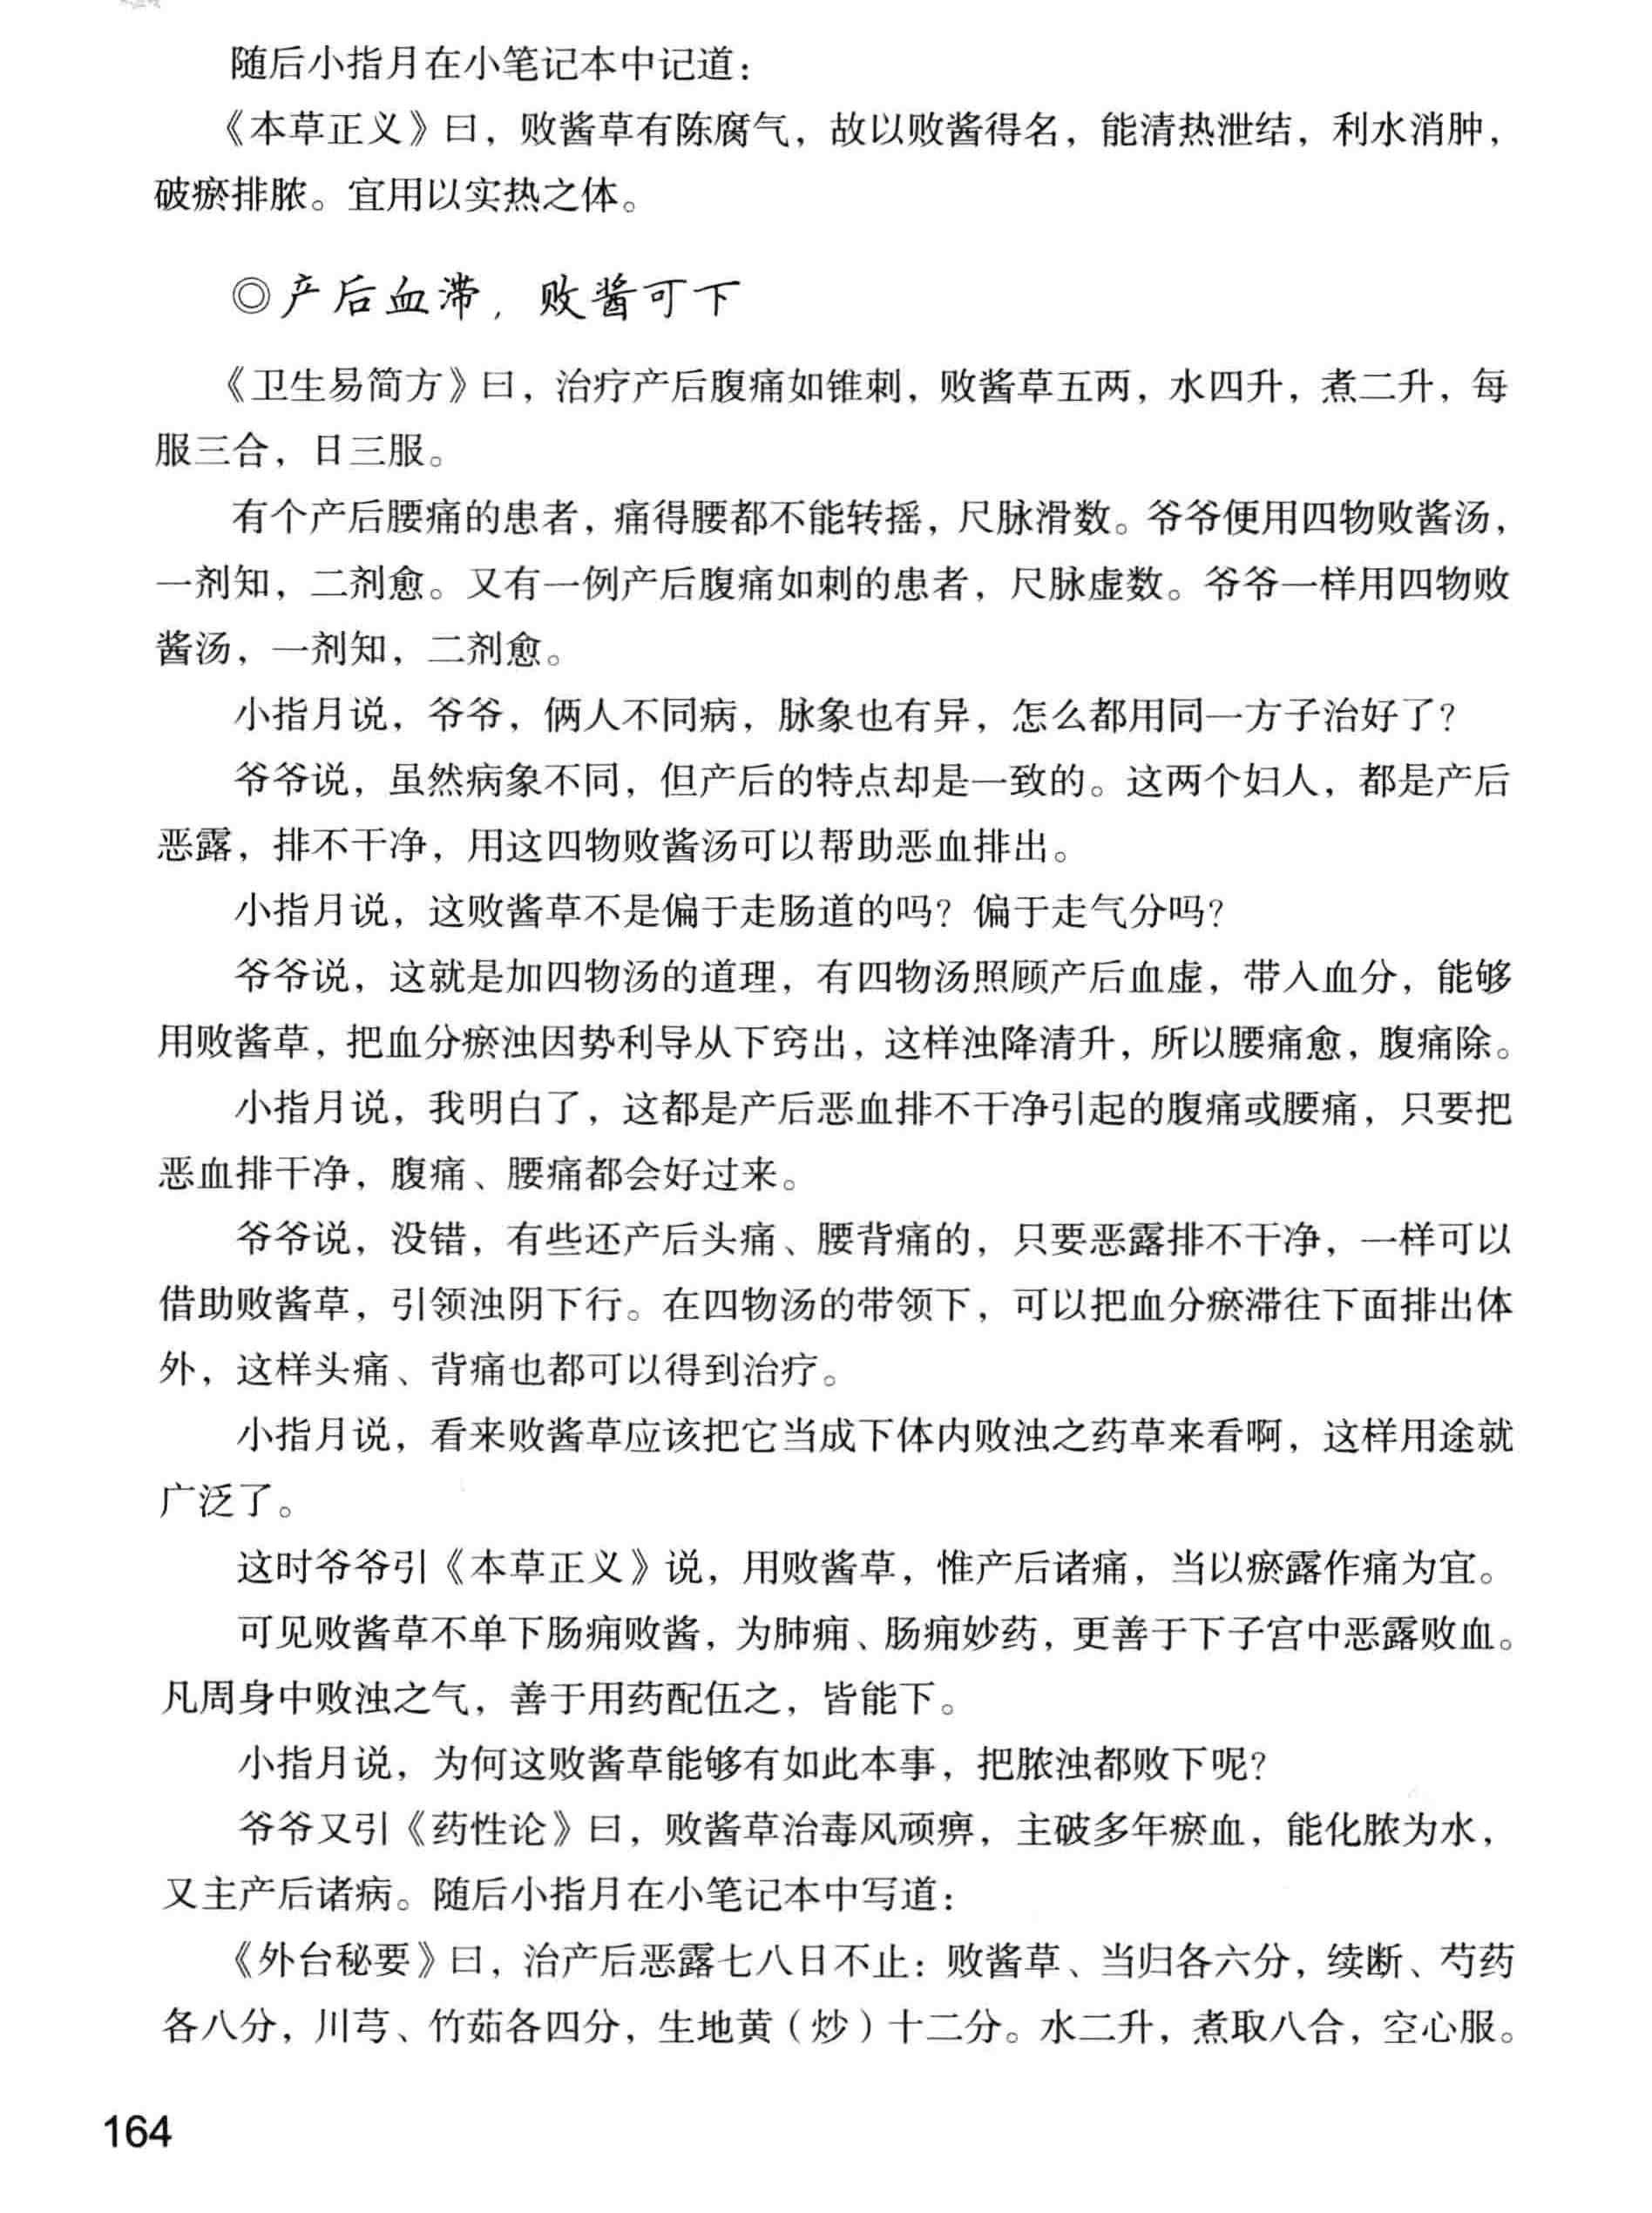 随后小指月在小笔记本中记道：
《本草正义》曰，败酱草有陈腐气，故以败酱得名，能清热泄结，利水消肿，
破瘀排脓。宜用以实热之体。
◎产后血滞，败酱可下
《卫生易简方》曰，治疗产后腹痛如锥刺，败酱草五两，水四升，煮二升，每
服三合，日三服。
有个产后腰痛的患者，痛得腰都不能转摇，尺脉滑数。爷爷便用四物败酱汤，
一剂知，二剂愈。又有一例产后腹痛如刺的患者，尺脉虚数。爷爷一样用四物败
酱汤，一剂知，二剂愈。
小指月说，爷爷，俩人不同病，脉象也有异，怎么都用同一方子治好了？
爷爷说，虽然病象不同，但产后的特点却是一致的。这两个妇人，都是产后
恶露，排不干净，用这四物败酱汤可以帮助恶血排出。
小指月说，这败酱草不是偏于走肠道的吗？偏于走气分吗？
爷爷说，这就是加四物汤的道理，有四物汤照顾产后血虚，带入血分，能够
用败酱草，把血分瘀浊因势利导从下窍出，这样浊降清升，所以腰痛愈，腹痛除。
小指月说，我明白了，这都是产后恶血排不干净引起的腹痛或腰痛，只要把
恶血排干净，腹痛、腰痛都会好过来。
爷爷说，没错，有些还产后头痛、腰背痛的，只要恶露排不干净，一样可以
借助败酱草，引领浊阴下行。在四物汤的带领下，可以把血分瘀滞往下面排出体
外，这样头痛、背痛也都可以得到治疗。
小指月说，看来败酱草应该把它当成下体内败浊之药草来看啊，这样用途就
广泛了。
这时爷爷引《本草正义》说，用败酱草，惟产后诸痛，当以瘀露作痛为宜。
可见败酱草不单下肠痈败酱，为肺痈、肠痈妙药，更善于下子宫中恶露败血。
凡周身中败浊之气，善于用药配伍之，皆能下。
小指月说，为何这败酱草能够有如此本事，把脓浊都败下呢？
爷爷又引《药性论》曰，败酱草治毒风顽痹，主破多年瘀血，能化脓为水，
又主产后诸病。随后小指月在小笔记本中写道：
《外台秘要》曰，治产后恶露七八日不止：败酱草、当归各六分，续断、芍药
各八分，川芎、竹茹各四分，生地黄（炒）十二分。水二升，煮取八合，空心服。
164